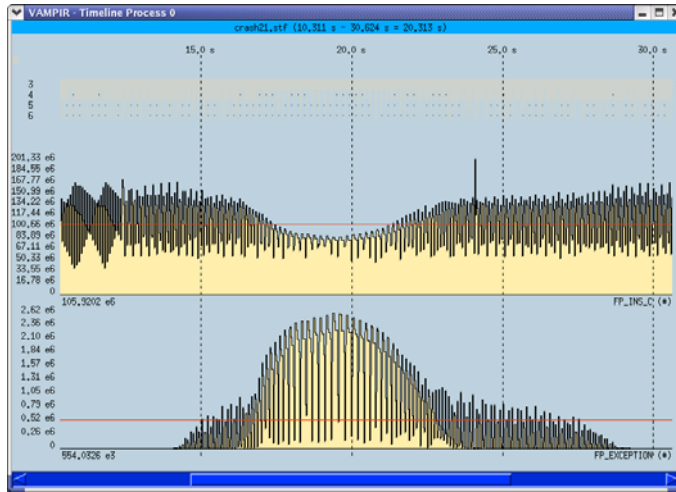 VAMPIR - Timeline Process 0
crash21.stf (10.311 s - 30.624 s = 20.313 s)
15.0 s 20.0 s 25.0 s 30.0 s
3
4
5
6
201.33 e6
184.55 e6
167.77 e6
150.99 e6
134.22 e6
117.44 e6
100.66 e6
83.89 e6
67.11 e6
50.33 e6
33.55 e6
16.78 e6
0
105.9202 e6 FP_INS_C (*)
2.62 e6
2.36 e6
2.10 e6
1.84 e6
1.57 e6
1.31 e6
1.05 e6
0.79 e6
0.52 e6
0.26 e6
0
554.0326 e3 FP_EXCEPTION (*)